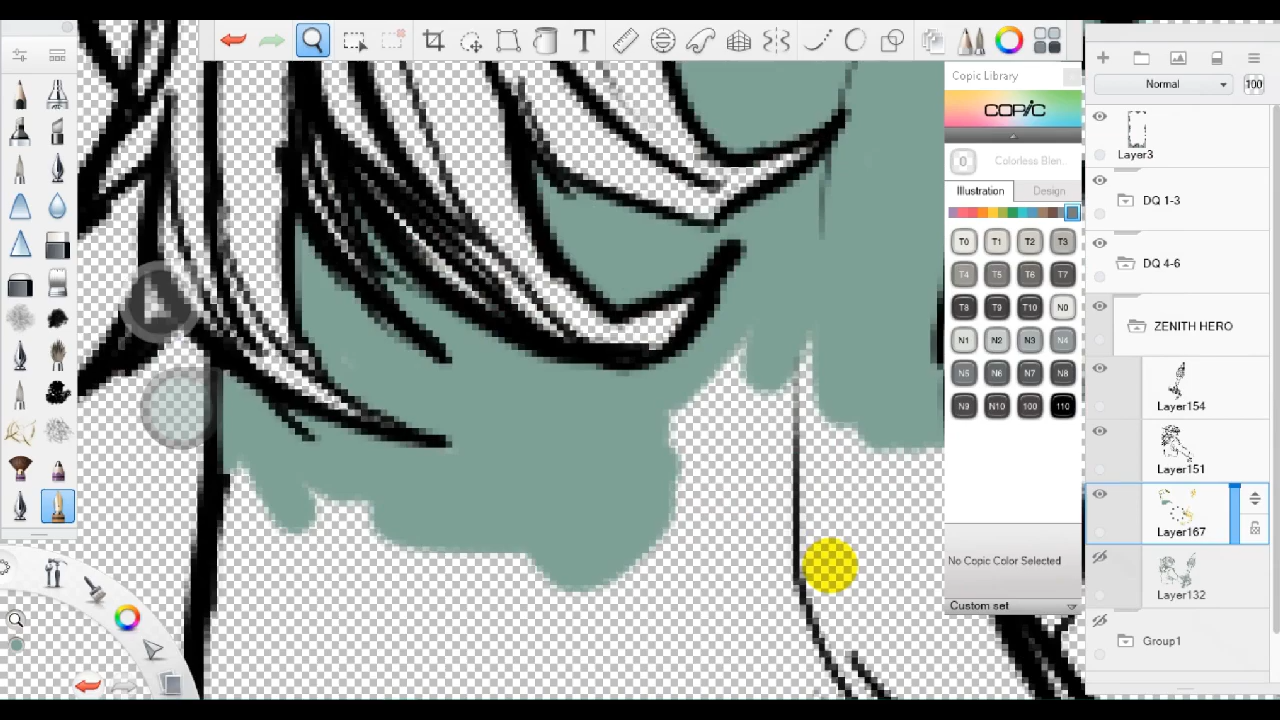 T
Copic Library
COPIC
0 Colorless Blen...
Illustration Design
T0 T1 T2 T3
T4 T5 T6 T7
T8 T9 T10 N0
N1 N2 N3 N4
N5 N6 N7 N8
N9 N10 100 110
No Copic Color Selected
Custom set
Normal 100
Layer3
DQ 1-3
DQ 4-6
ZENITH HERO
Layer154
Layer151
Layer167
Layer132
Group1